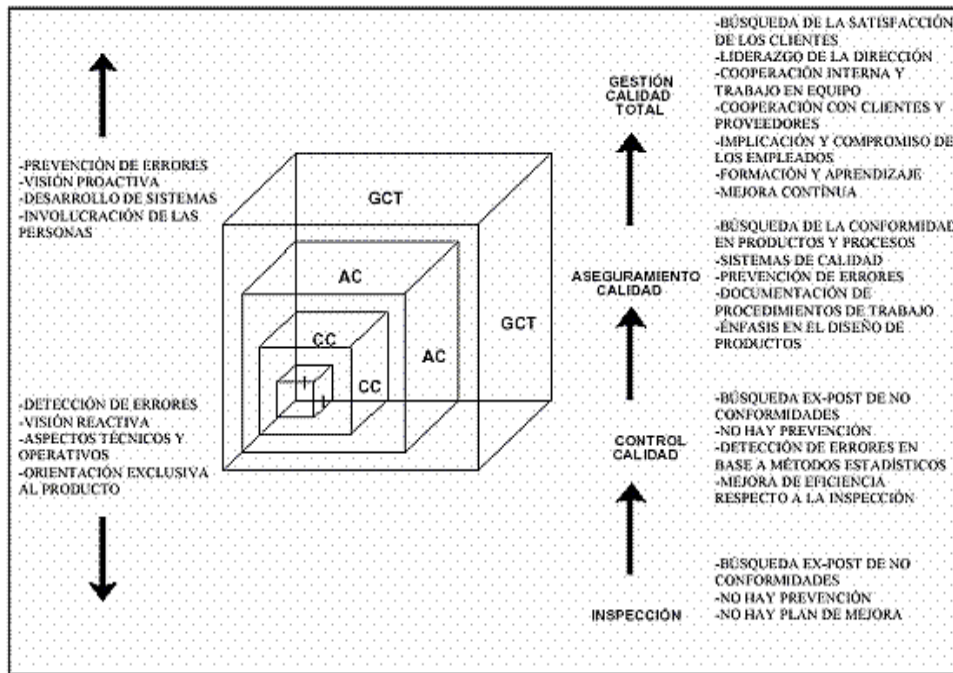 -PREVENCIÓN DE ERRORES
-VISIÓN PROACTIVA
-DESARROLLO DE SISTEMAS
-INVOLUCRACIÓN DE LAS
PERSONAS
-DETECCIÓN DE ERRORES
-VISIÓN REACTIVA
-ASPECTOS TÉCNICOS Y
OPERATIVOS
-ORIENTACIÓN EXCLUSIVA
AL PRODUCTO
GCT
AC
GCT
CC
AC
CC
I
I
GESTIÓN
CALIDAD
TOTAL
ASEGURAMIENTO
CALIDAD
CONTROL
CALIDAD
INSPECCIÓN
-BÚSQUEDA DE LA SATISFACCIÓN
DE LOS CLIENTES
-LIDERAZGO DE LA DIRECCIÓN
-COOPERACIÓN INTERNA Y
TRABAJO EN EQUIPO
-COOPERACIÓN CON CLIENTES Y
PROVEEDORES
-IMPLICACIÓN Y COMPROMISO DE
LOS EMPLEADOS
-FORMACIÓN Y APRENDIZAJE
-MEJORA CONTÍNUA
-BÚSQUEDA DE LA CONFORMIDAD
EN PRODUCTOS Y PROCESOS
-SISTEMAS DE CALIDAD
-PREVENCIÓN DE ERRORES
-DOCUMENTACIÓN DE
PROCEDIMIENTOS DE TRABAJO
-ÉNFASIS EN EL DISEÑO DE
PRODUCTOS
-BÚSQUEDA EX-POST DE NO
CONFORMIDADES
-NO HAY PREVENCIÓN
-DETECCIÓN DE ERRORES EN
BASE A MÉTODOS ESTADÍSTICOS
-MEJORA DE EFICIENCIA
RESPECTO A LA INSPECCIÓN
-BÚSQUEDA EX-POST DE NO
CONFORMIDADES
-NO HAY PREVENCIÓN
-NO HAY PLAN DE MEJORA